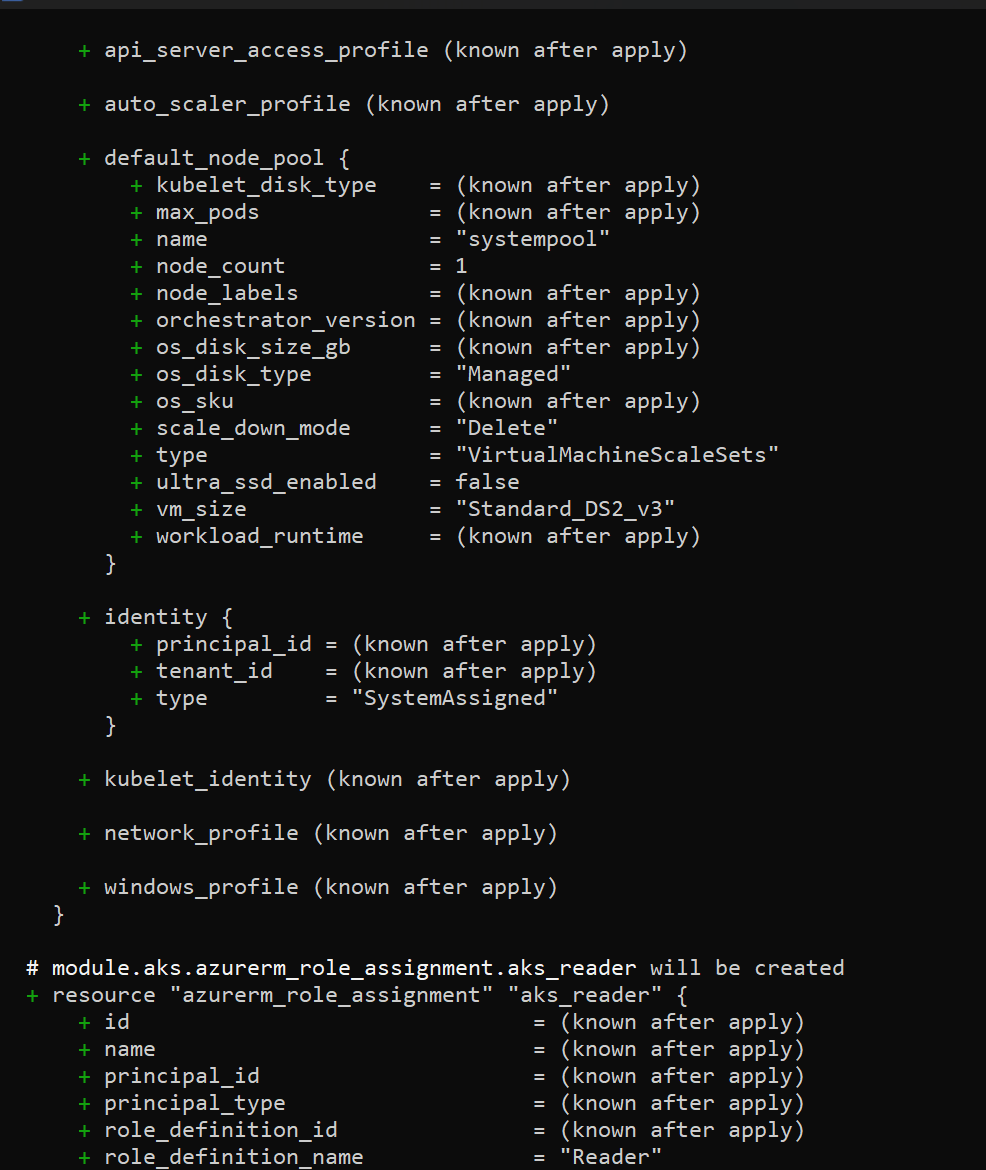 + api_server_access_profile (known after apply)
+ auto_scaler_profile (known after apply)
+ default_node_pool {
+ kubelet_disk_type    = (known after apply)
+ max_pods             = (known after apply)
+ name                 = "systempool"
+ node_count           = 1
+ node_labels          = (known after apply)
+ orchestrator_version = (known after apply)
+ os_disk_size_gb      = (known after apply)
+ os_disk_type         = "Managed"
+ os_sku               = (known after apply)
+ scale_down_mode      = "Delete"
+ type                 = "VirtualMachineScaleSets"
+ ultra_ssd_enabled    = false
+ vm_size              = "Standard_DS2_v3"
+ workload_runtime     = (known after apply)
}
+ identity {
+ principal_id = (known after apply)
+ tenant_id    = (known after apply)
+ type         = "SystemAssigned"
}
+ kubelet_identity (known after apply)
+ network_profile (known after apply)
+ windows_profile (known after apply)
}
# module.aks.azurerm_role_assignment.aks_reader will be created
+ resource "azurerm_role_assignment" "aks_reader" {
+ id                               = (known after apply)
+ name                             = (known after apply)
+ principal_id                     = (known after apply)
+ principal_type                   = (known after apply)
+ role_definition_id               = (known after apply)
+ role_definition_name             = "Reader"